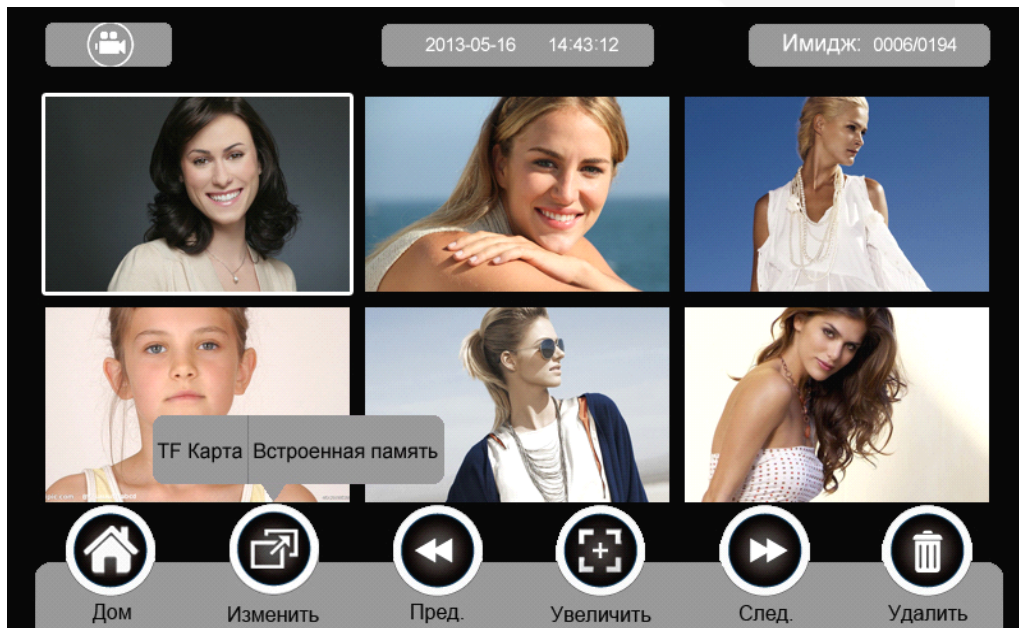 2013-05-16 14:43:12
Имидж: 0006/0194
TF Карта
Встроенная память
Дом
Изменить
Пред.
Увеличить
След.
Удалить